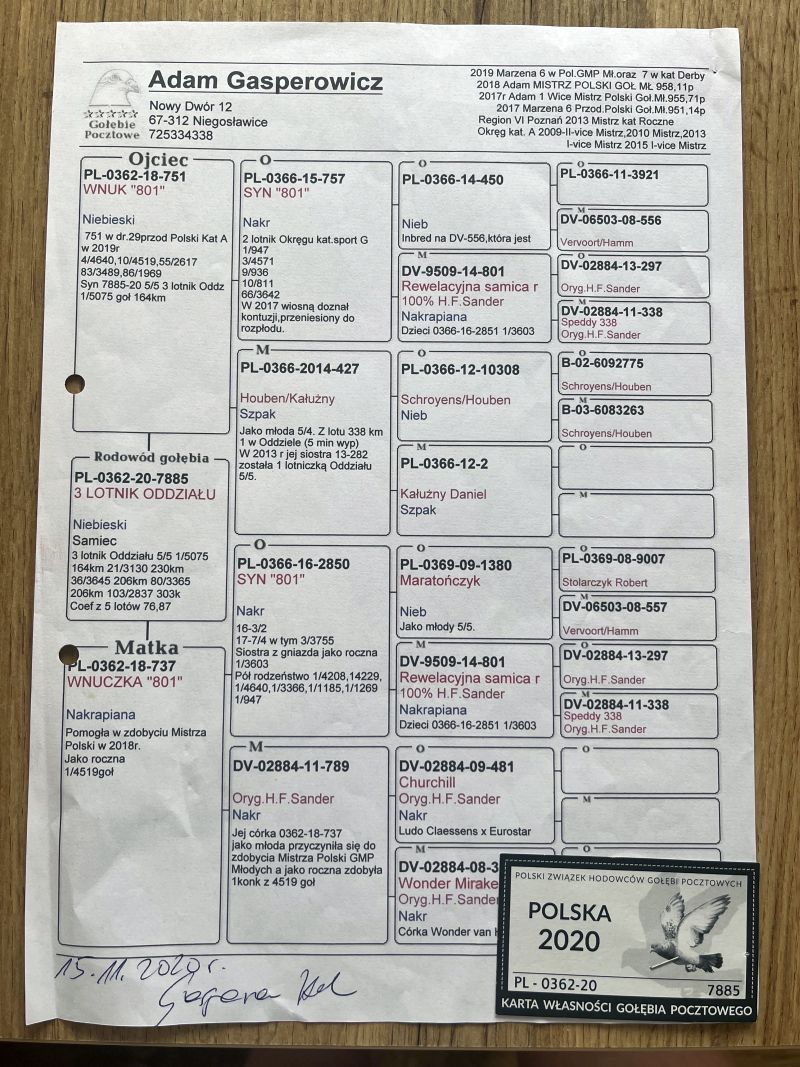 Adam Gasperowicz
Nowy Dwór 12
67-312 Niegosławice
725334338
Gołębie
Pocztowe
2019 Marzena 6 w Pol.GMP Mł.oraz 7 w kat Derby
2018 Adam MISTRZ POLSKI GOŁ MŁ 958,11p
2017r Adam 1 Wice Mistrz Polski Goł.Mł.955,71p
2017 Marzena 6 Przod.Polski Goł.Mł.951,14p
Region VI Poznań 2013 Mistrz kat Roczne
Okręg kat. A 2009-II-vice Mistrz,2010 Mistrz,2013
I-vice Mistrz 2015 I-vice Mistrz
Ojciec
PL-0362-18-751
WNUK "801"
Niebieski
751 w dr.29przod Polski Kat A
w 2019r
4/4640,10/4519,55/2617
83/3489,86/1969
Syn 7885-20 5/5 3 lotnik Oddz
1/5075 goł 164km
Rodowód gołębia
PL-0362-20-7885
3 LOTNIK ODDZIAŁU
Niebieski
Samiec
3 lotnik Oddziału 5/5 1/5075
164km 21/3130 230km
36/3645 206km 80/3365
206km 103/2837 303k
Coef z 5 lotów 76,87
Matka
PL-0362-18-737
WNUCZKA "801"
Nakrapiana
Pomogła w zdobyciu Mistrza
Polski w 2018r.
Jako roczna
1/4519goł
O
PL-0366-15-757
SYN "801"
Nakr
2 lotnik Okręgu kat.sport G
1/947
3/4571
9/936
10/811
66/3642
W 2017 wiosną doznał
kontuzji,przeniesiony do
rozpłodu.
M
PL-0366-2014-427
Houben/Kałużny
Szpak
Jako młoda 5/4. Z lotu 338 km
1 w Oddziele (5 min wyp)
W 2013 r jej siostra 13-282
została 1 lotniczką Oddziału
5/5.
O
PL-0366-16-2850
SYN "801"
Nakr
16-3/2
17-7/4 w tym 3/3755
Siostra z gniazda jako roczna
1/3603
Pół rodzeństwo 1/4208,14229,
1/4640,1/3366,1/1185,1/1269
1/947
M
DV-02884-11-789
Oryg.H.F.Sander
Nakr
Jej córka 0362-18-737
jako młoda przyczyniła się do
zdobycia Mistrza Polski GMP
Młodych a jako roczna zdobyła
1konk z 4519 goł
O
PL-0366-14-450
Nieb
Inbred na DV-556,która jest
M
DV-9509-14-801
Rewelacyjna samica r
100% H.F.Sander
Nakrapiana
Dzieci 0366-16-2851 1/3603
O
PL-0366-12-10308
Schroyens/Houben
Nieb
M
PL-0366-12-2
Kałużny Daniel
Szpak
O
PL-0369-09-1380
Maratończyk
Nieb
Jako młody 5/5.
M
DV-9509-14-801
Rewelacyjna samica r
100% H.F.Sander
Nakrapiana
Dzieci 0366-16-2851 1/3603
O
DV-02884-09-481
Churchill
Oryg.H.F.Sander
Nakr
Ludo Claessens x Eurostar
M
DV-02884-08-3
Wonder Mirake
Oryg.H.F.Sand
Nakr
Córka Wonder van H
O
PL-0366-11-3921
M
DV-06503-08-556
Vervoort/Hamm
O
DV-02884-13-297
Oryg.H.F.Sander
M
DV-02884-11-338
Speddy 338
Oryg.H.F.Sander
O
B-02-6092775
Schroyens/Houben
M
B-03-6083263
Schroyens/Houben
O
M
O
PL-0369-08-9007
Stolarczyk Robert
M
DV-06503-08-557
Vervoort/Hamm
O
DV-02884-13-297
Oryg.H.F.Sander
M
DV-02884-11-338
Speddy 338
Oryg.H.F.Sander
O
M
O
15.11.2020r.
POLSKI ZWIĄZEK HODOWCÓW GOŁĘBI POCZTOWYCH
POLSKA
2020
PL - 0362-20
7885
KARTA WŁASNOŚCI GOŁĘBIA POCZTOWEGO